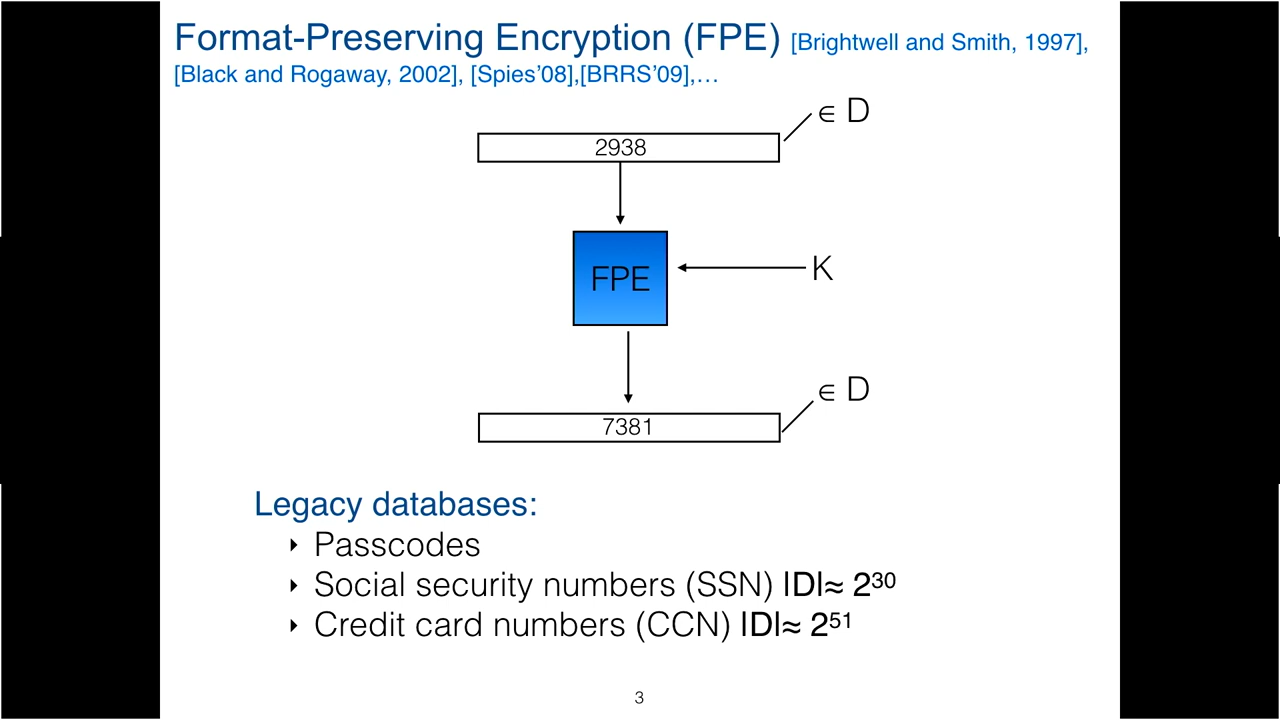 Format-Preserving Encryption (FPE) [Brightwell and Smith, 1997],
[Black and Rogaway, 2002], [Spies’08],[BRRS’09],…
∈ D
2938
FPE
K
∈ D
7381
Legacy databases:
‣ Passcodes
‣ Social security numbers (SSN) |D|≈ 2³⁰
‣ Credit card numbers (CCN) |D|≈ 2⁵¹
3